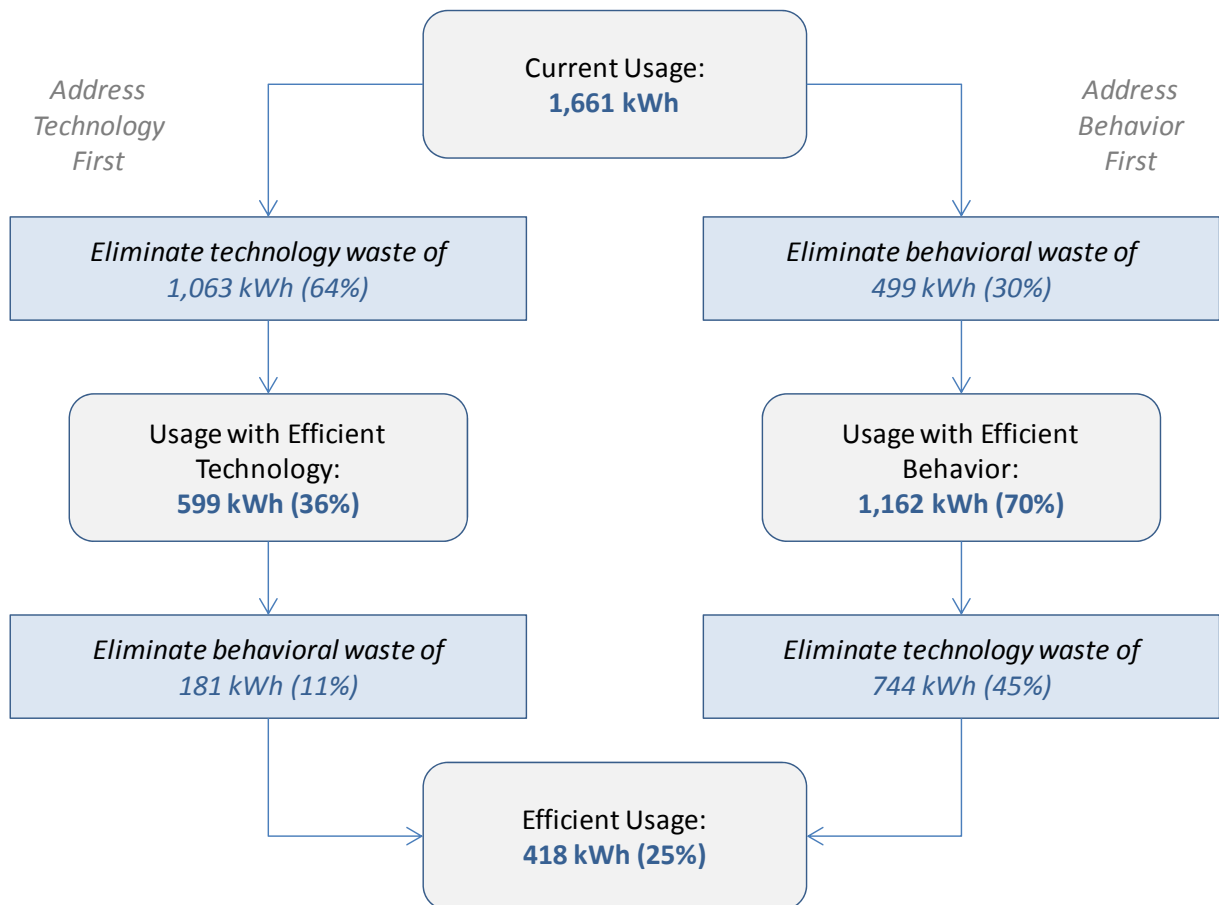 Current Usage:
1,661 kWh
Address
Technology
First
Address
Behavior
First
Eliminate technology waste of
1,063 kWh (64%)
Eliminate behavioral waste of
499 kWh (30%)
Usage with Efficient
Technology:
599 kWh (36%)
Usage with Efficient
Behavior:
1,162 kWh (70%)
Eliminate behavioral waste of
181 kWh (11%)
Eliminate technology waste of
744 kWh (45%)
Efficient Usage:
418 kWh (25%)